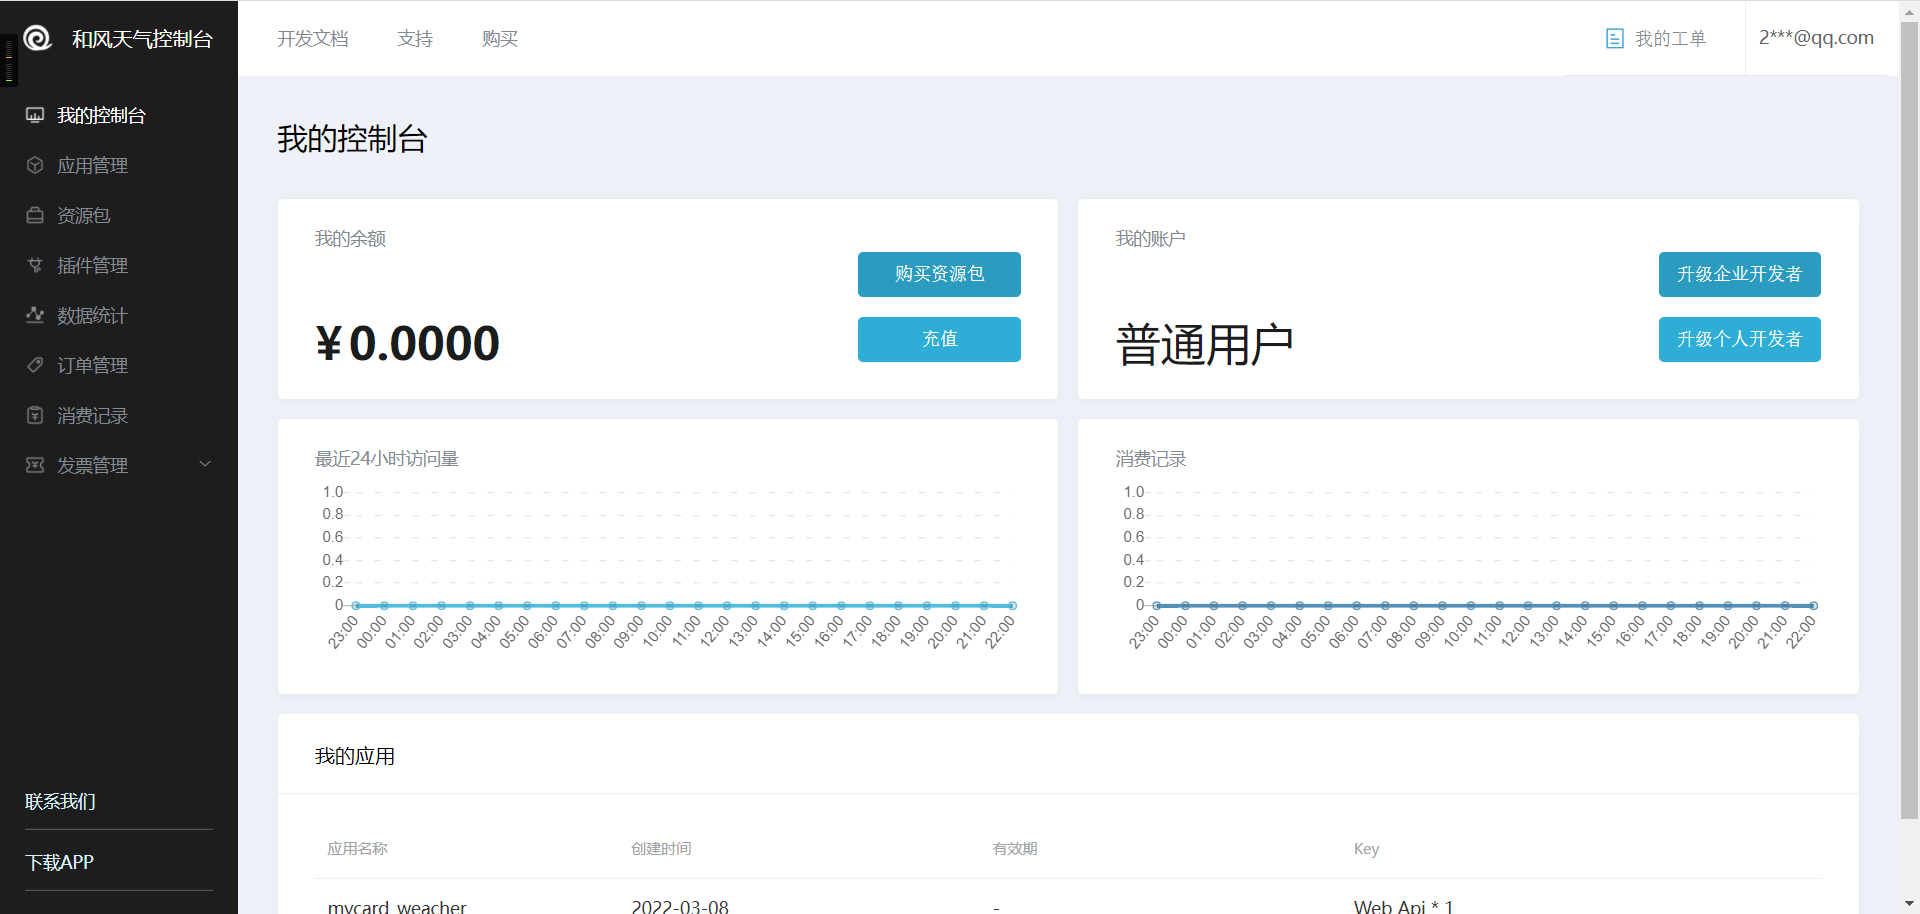 和风天气控制台
开发文档 支持 购买
我的工单
2***@qq.com
我的控制台
应用管理
资源包
插件管理
数据统计
订单管理
消费记录
发票管理
联系我们
下载APP
我的控制台
我的余额
¥0.0000
购买资源包
充值
我的账户
普通用户
升级企业开发者
升级个人开发者
最近24小时访问量
1.0
0.8
0.6
0.4
0.2
0
23:00 00:00 01:00 02:00 03:00 04:00 05:00 06:00 07:00 08:00 09:00 10:00 11:00 12:00 13:00 14:00 15:00 16:00 17:00 18:00 19:00 20:00 21:00 22:00
消费记录
1.0
0.8
0.6
0.4
0.2
0
23:00 00:00 01:00 02:00 03:00 04:00 05:00 06:00 07:00 08:00 09:00 10:00 11:00 12:00 13:00 14:00 15:00 16:00 17:00 18:00 19:00 20:00 21:00 22:00
我的应用
应用名称 创建时间 有效期 Key
mycard_weacher 2022-03-08 - Web Api * 1